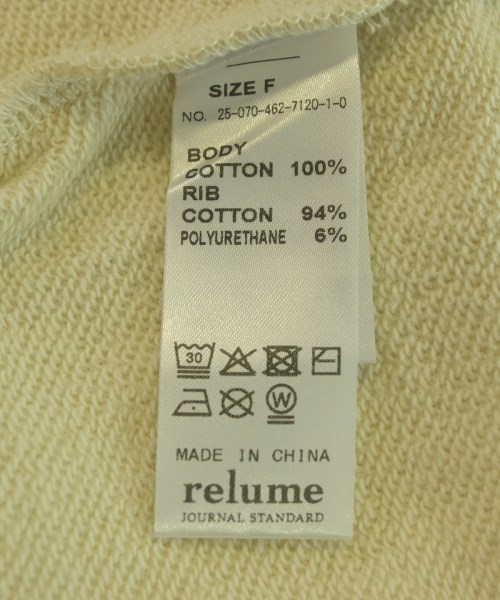 SIZE F
NO. 25-070-462-7120-1-0
BODY
COTTON 100%
RIB
COTTON 94%
POLYURETHANE 6%
30
W
MADE IN CHINA
relume
JOURNAL STANDARD